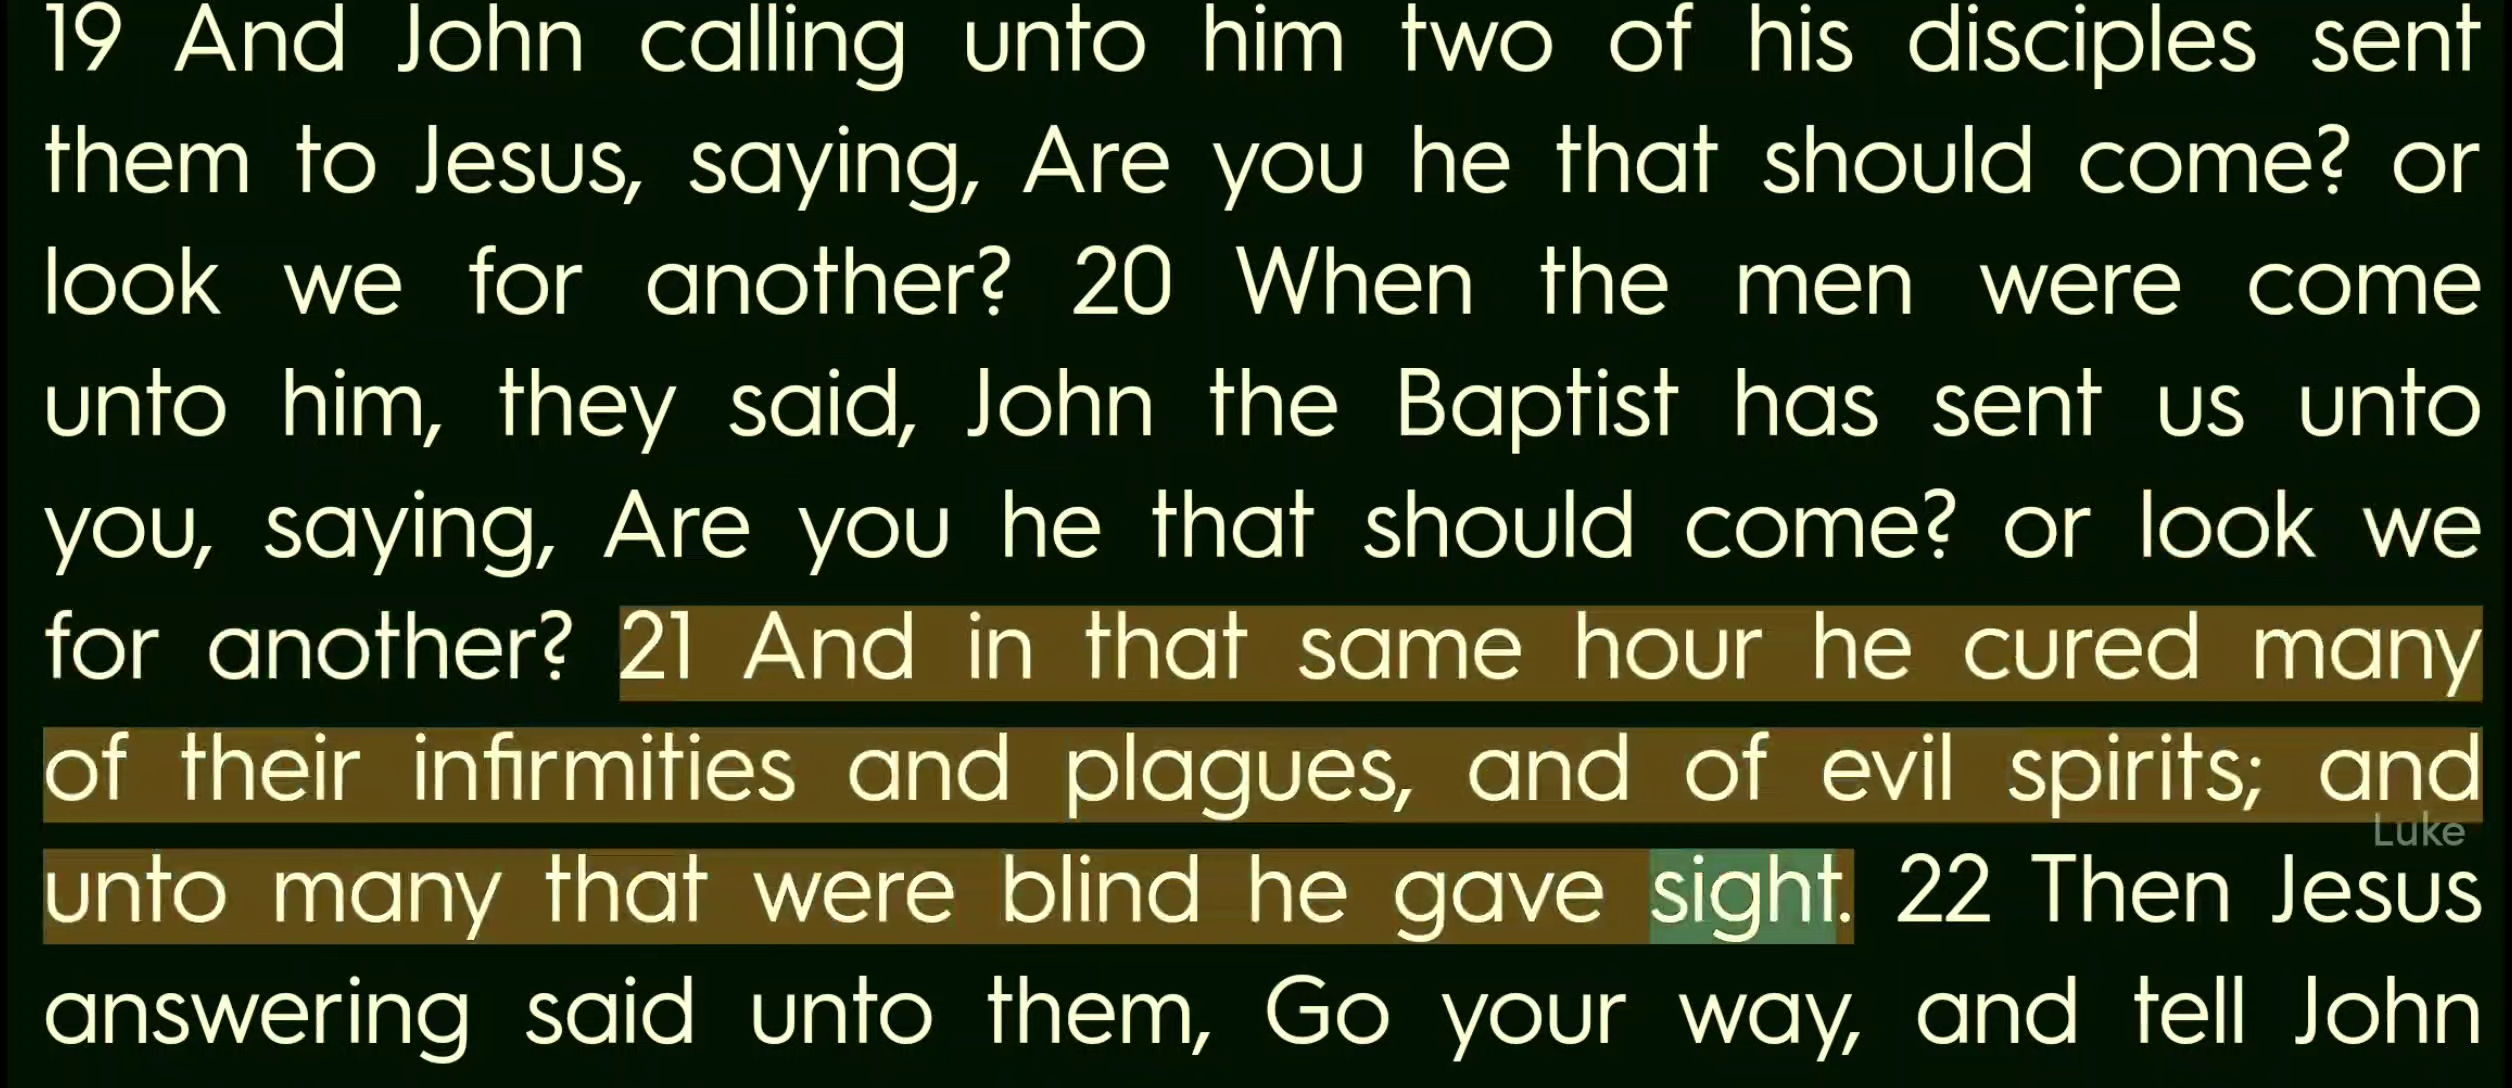 19 And John calling unto him two of his disciples sent
them to Jesus, saying, Are you he that should come? or
look we for another? 20 When the men were come
unto him, they said, John the Baptist has sent us unto
you, saying, Are you he that should come? or look we
for another? 21 And in that same hour he cured many
of their infirmities and plagues, and of evil spirits; and
Luke
unto many that were blind he gave sight. 22 Then Jesus
answering said unto them, Go your way, and tell John